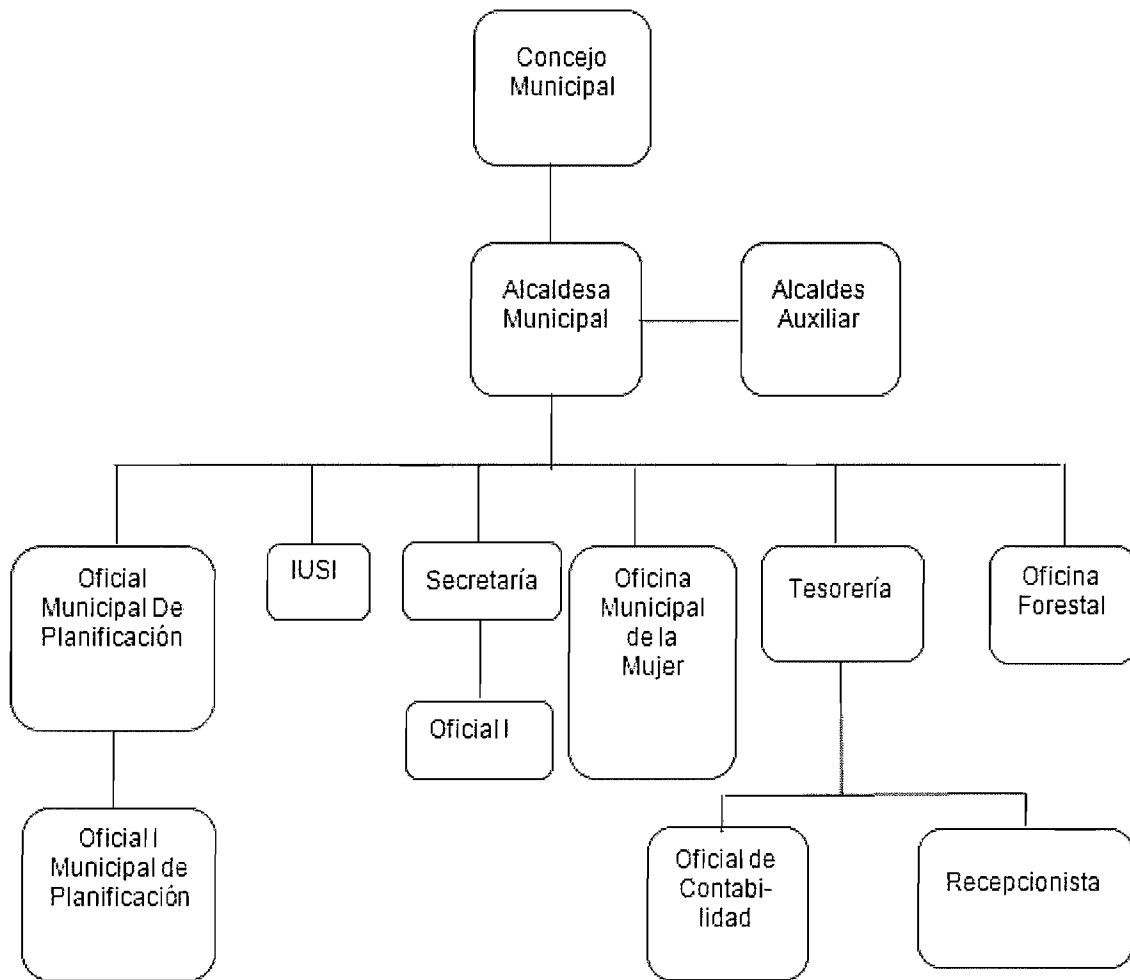 Concejo
Municipal
Alcaldesa
Municipal
Alcaldes
Auxiliar
Oficial
Municipal De
Planificación
IUSI
Secretaría
Oficina
Municipal
de la
Mujer
Tesorería
Oficina
Forestal
Oficial I
Oficial I
Municipal de
Planificación
Oficial de
Contabi-
lidad
Recepcionista